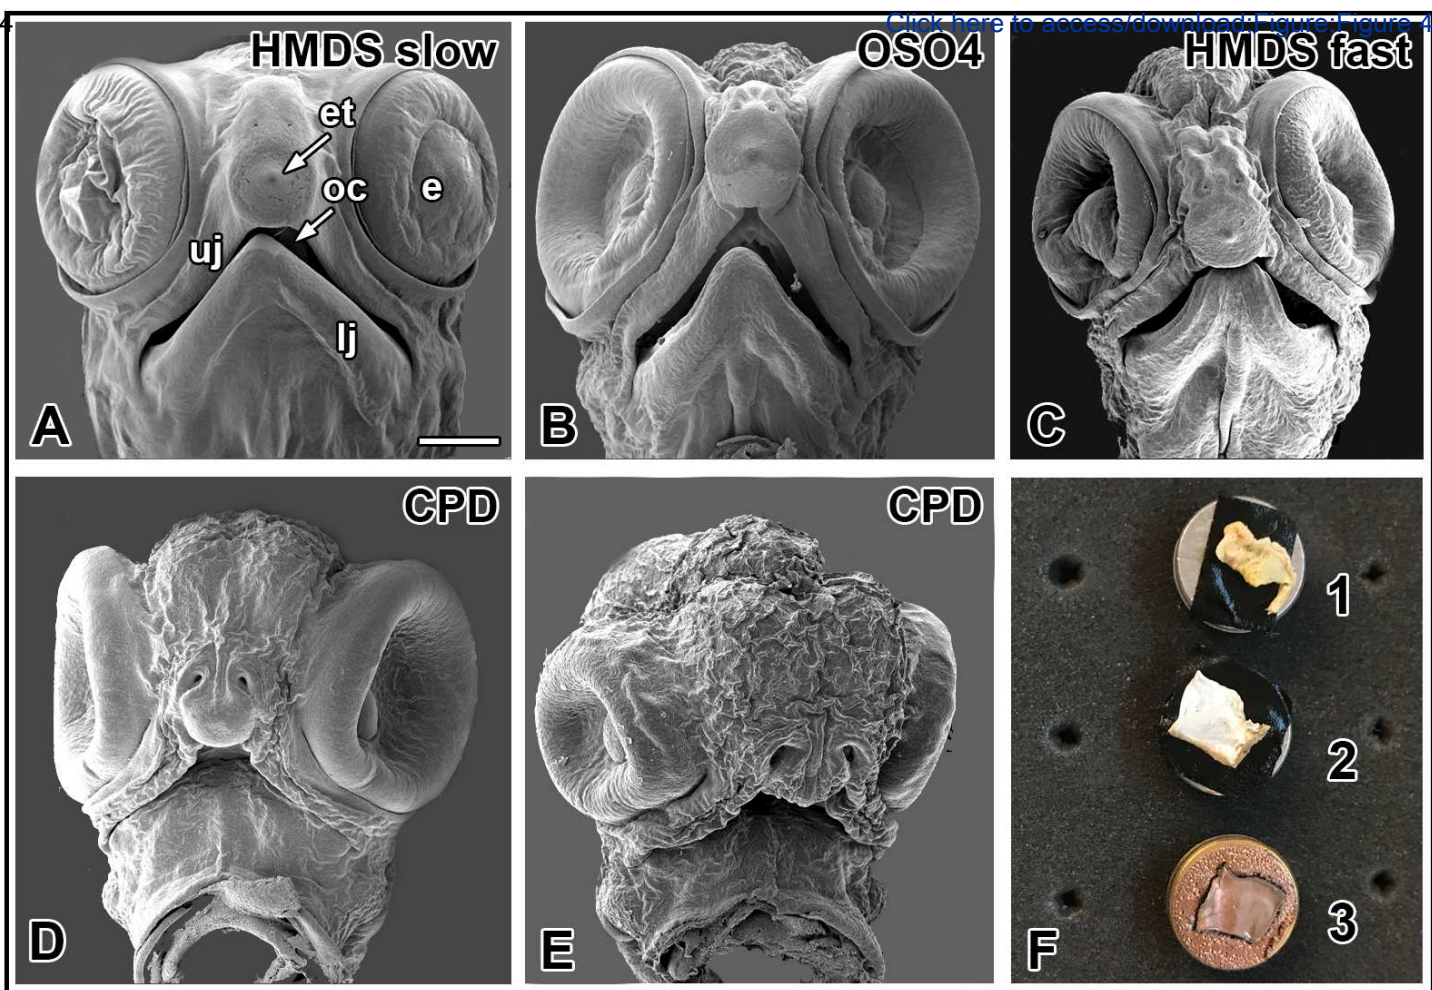 4
Click here to access/download;Figure;Figure 4
HMDS slow
et
oc
e
uj
lj
A
OSO4
B
HMDS fast
C
CPD
D
CPD
E
1
2
3
F